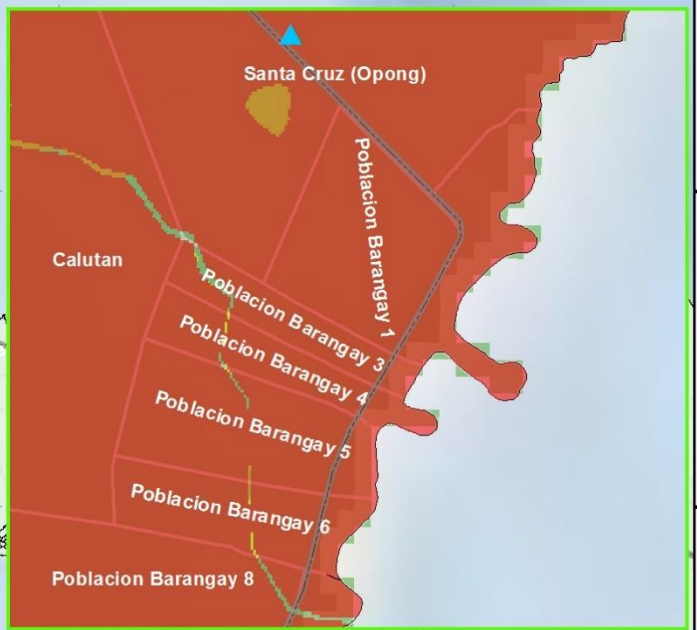 Santa Cruz (Opong)
Poblacion Barangay 1
Calutan
Poblacion Barangay 3
Poblacion Barangay 4
Poblacion Barangay 5
Poblacion Barangay 6
Poblacion Barangay 8